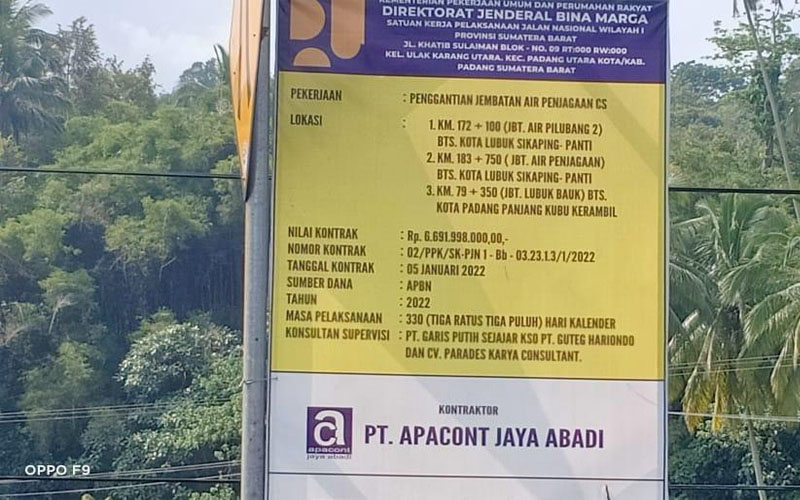 KEMENTERIAN PEKERJAAN UMUM DAN PERUMAHAN RAKYAT
DIREKTORAT JENDERAL BINA MARGA
SATUAN KERJA PELAKSANAAN JALAN NASIONAL WILAYAH I
PROVINSI SUMATERA BARAT
JL. KHATIB SULAIMAN BLOK - NO. 09 RT:000 RW:000
KEL. ULAK KARANG UTARA. KEC. PADANG UTARA KOTA/KAB.
PADANG SUMATERA BARAT
PEKERJAAN : PENGGANTIAN JEMBATAN AIR PENJAGAAN CS
LOKASI : 1. KM. 172 + 100 (JBT. AIR PILUBANG 2)
BTS. KOTA LUBUK SIKAPING- PANTI
2. KM. 183 + 750 ( JBT. AIR PENJAGAAN)
BTS. KOTA LUBUK SIKAPING- PANTI
3. KM. 79 + 350 (JBT. LUBUK BAUK) BTS.
KOTA PADANG PANJANG KUBU KERAMBIL
NILAI KONTRAK : Rp. 6.691.998.000,00,-
NOMOR KONTRAK : 02/PPK/SK-PJN 1 - Bb - 03.23.1.3/1/2022
TANGGAL KONTRAK : 05 JANUARI 2022
SUMBER DANA : APBN
TAHUN : 2022
MASA PELAKSANAAN : 330 (TIGA RATUS TIGA PULUH) HARI KALENDER
KONSULTAN SUPERVISI : PT. GARIS PUTIH SEJAJAR KSO PT. GUTEG HARIONDO
DAN CV. PARADES KARYA CONSULTANT.
KONTRAKTOR
a
apacont
jaya abadi
PT. APACONT JAYA ABADI
OPPO F9